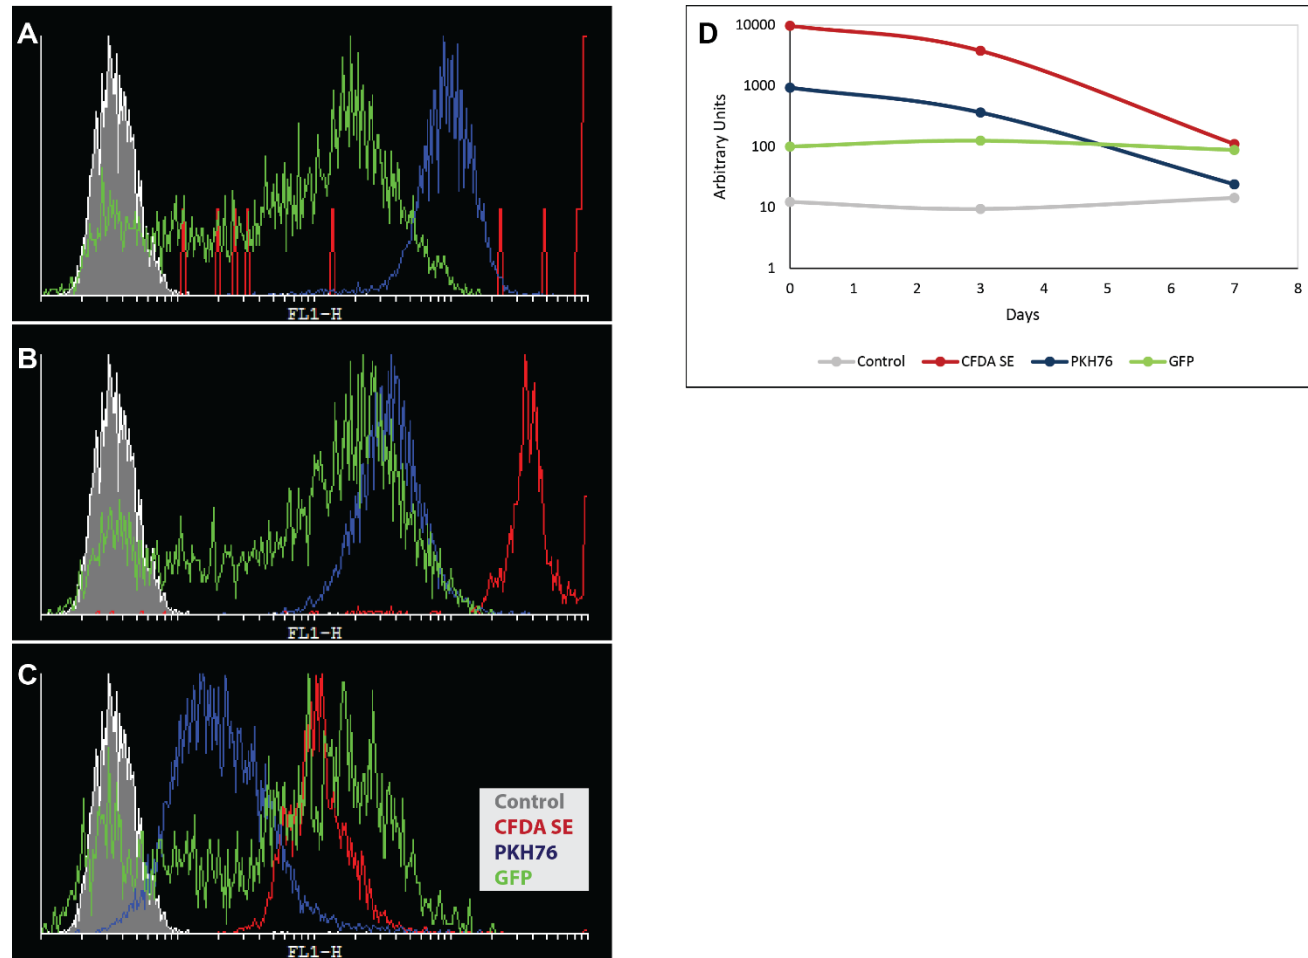 A
FL1-H
B
FL1-H
C
Control
CFDA SE
PKH76
GFP
FL1-H
D
10000
1000
100
10
1
Arbitrary Units
0 1 2 3 4 5 6 7 8
Days
Control CFDA SE PKH76 GFP